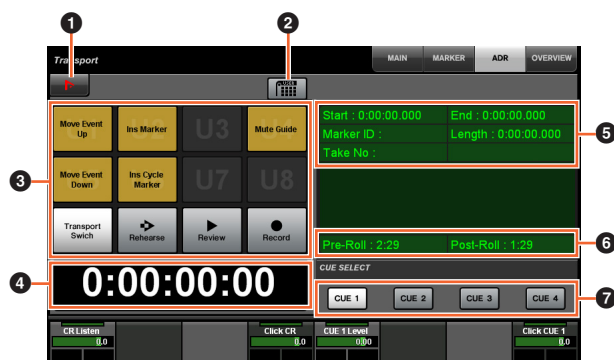 1
2
Transport
MAIN
MARKER
ADR
OVERVIEW
Move Event Up
Ins Marker
U3
Mute Guide
Start : 0:00:00.000
End : 0:00:00.000
Marker ID :
Length : 0:00:00.000
Take No :
5
3
Move Event Down
Ins Cycle Marker
U7
U8
Transport Swich
Rehearse
Review
Record
Pre-Roll : 2:29
Post-Roll : 1:29
6
4
0:00:00:00
CUE SELECT
CUE 1
CUE 2
CUE 3
CUE 4
7
CR Listen
Click CR
CUE 1 Level
Click CUE 1
0.0
0.0
0.00
0.0